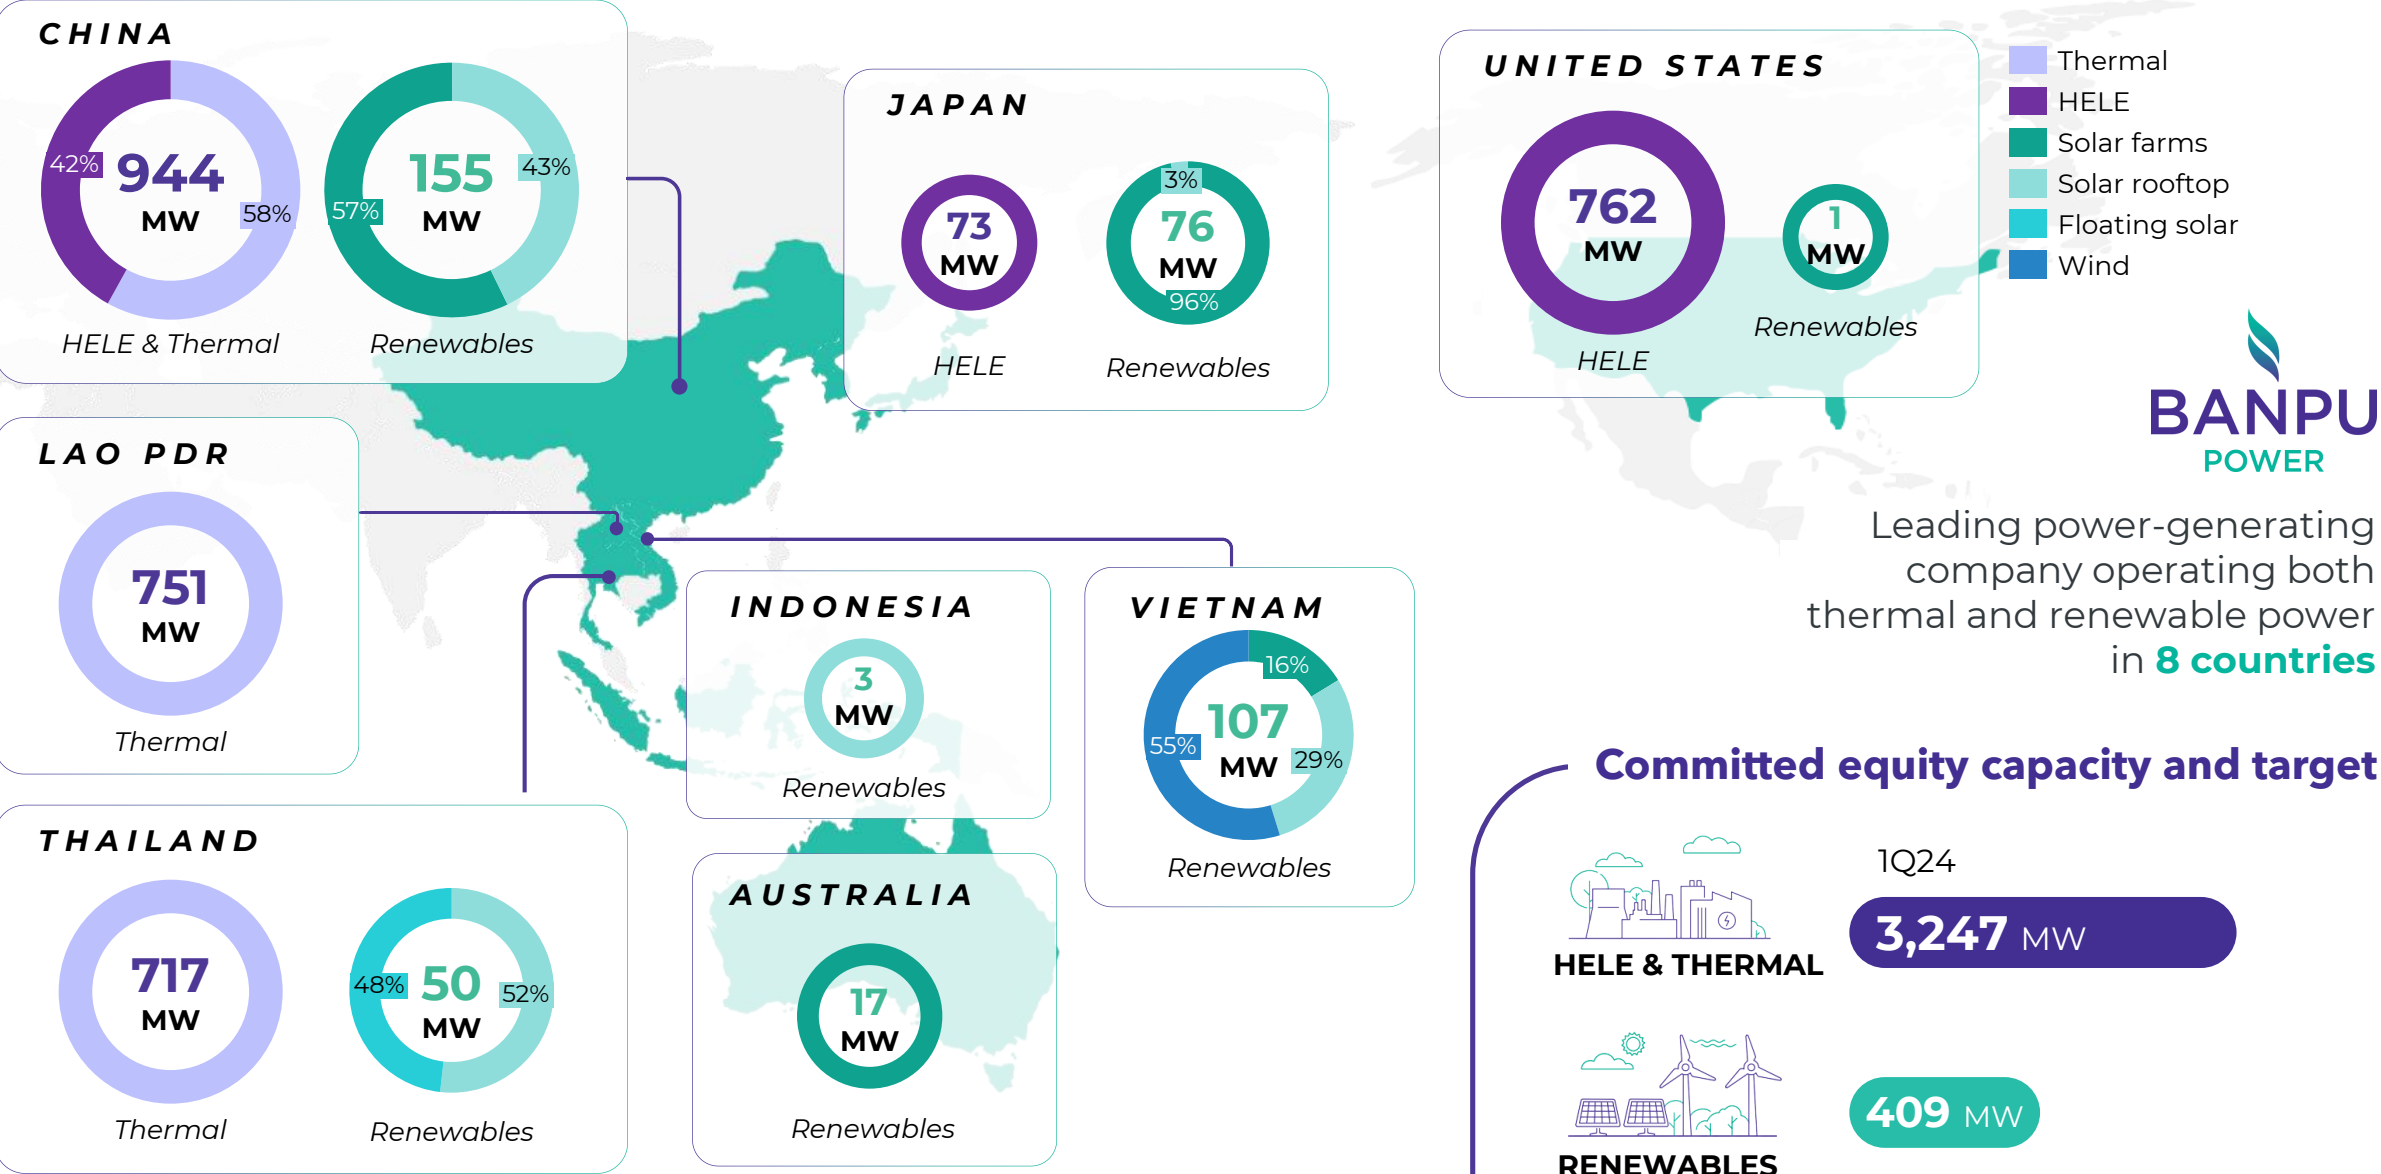 CHINA
42%
944
MW
58%
HELE & Thermal
57%
155
MW
43%
Renewables
JAPAN
73
MW
HELE
3%
76
MW
96%
Renewables
UNITED STATES
762
MW
HELE
1
MW
Renewables
Thermal
HELE
Solar farms
Solar rooftop
Floating solar
Wind
BANPU
POWER
Leading power-generating
company operating both
thermal and renewable power
in 8 countries
LAO PDR
751
MW
Thermal
INDONESIA
3
MW
Renewables
VIETNAM
16%
107
MW
55%
29%
Renewables
THAILAND
717
MW
Thermal
48%
50
MW
52%
Renewables
AUSTRALIA
17
MW
Renewables
Committed equity capacity and target
1Q24
3,247 MW
HELE & THERMAL
409 MW
RENEWABLES